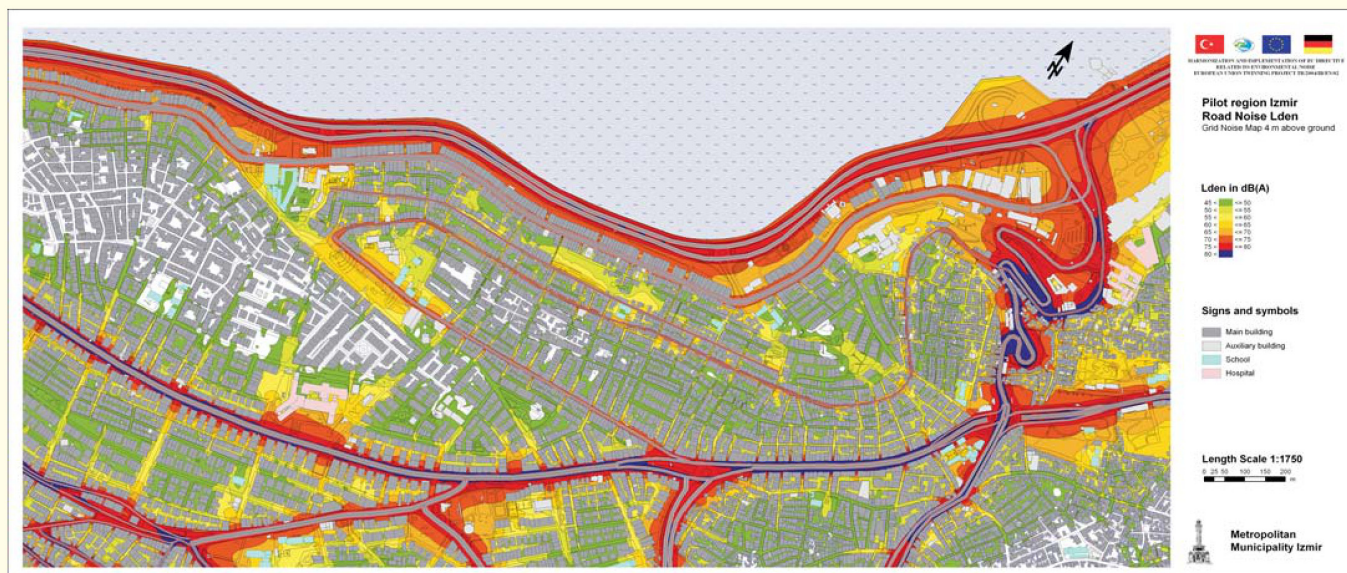 N
HARMONIZATION AND IMPLEMENTATION OF EU DIRECTIVE
RELATED TO ENVIRONMENTAL NOISE
EUROPEAN UNION TWINNING PROJECT
Pilot region Izmir
Road Noise Lden
Grid Noise Map 4 m above ground
Lden in dB(A)
45 < <= 50
50 < <= 55
55 < <= 60
60 < <= 65
65 < <= 70
70 < <= 75
75 < <= 80
80 <
Signs and symbols
Main building
Auxiliary building
School
Hospital
Length Scale 1:1750
0 25 50 100 150 200
m
Metropolitan
Municipality Izmir